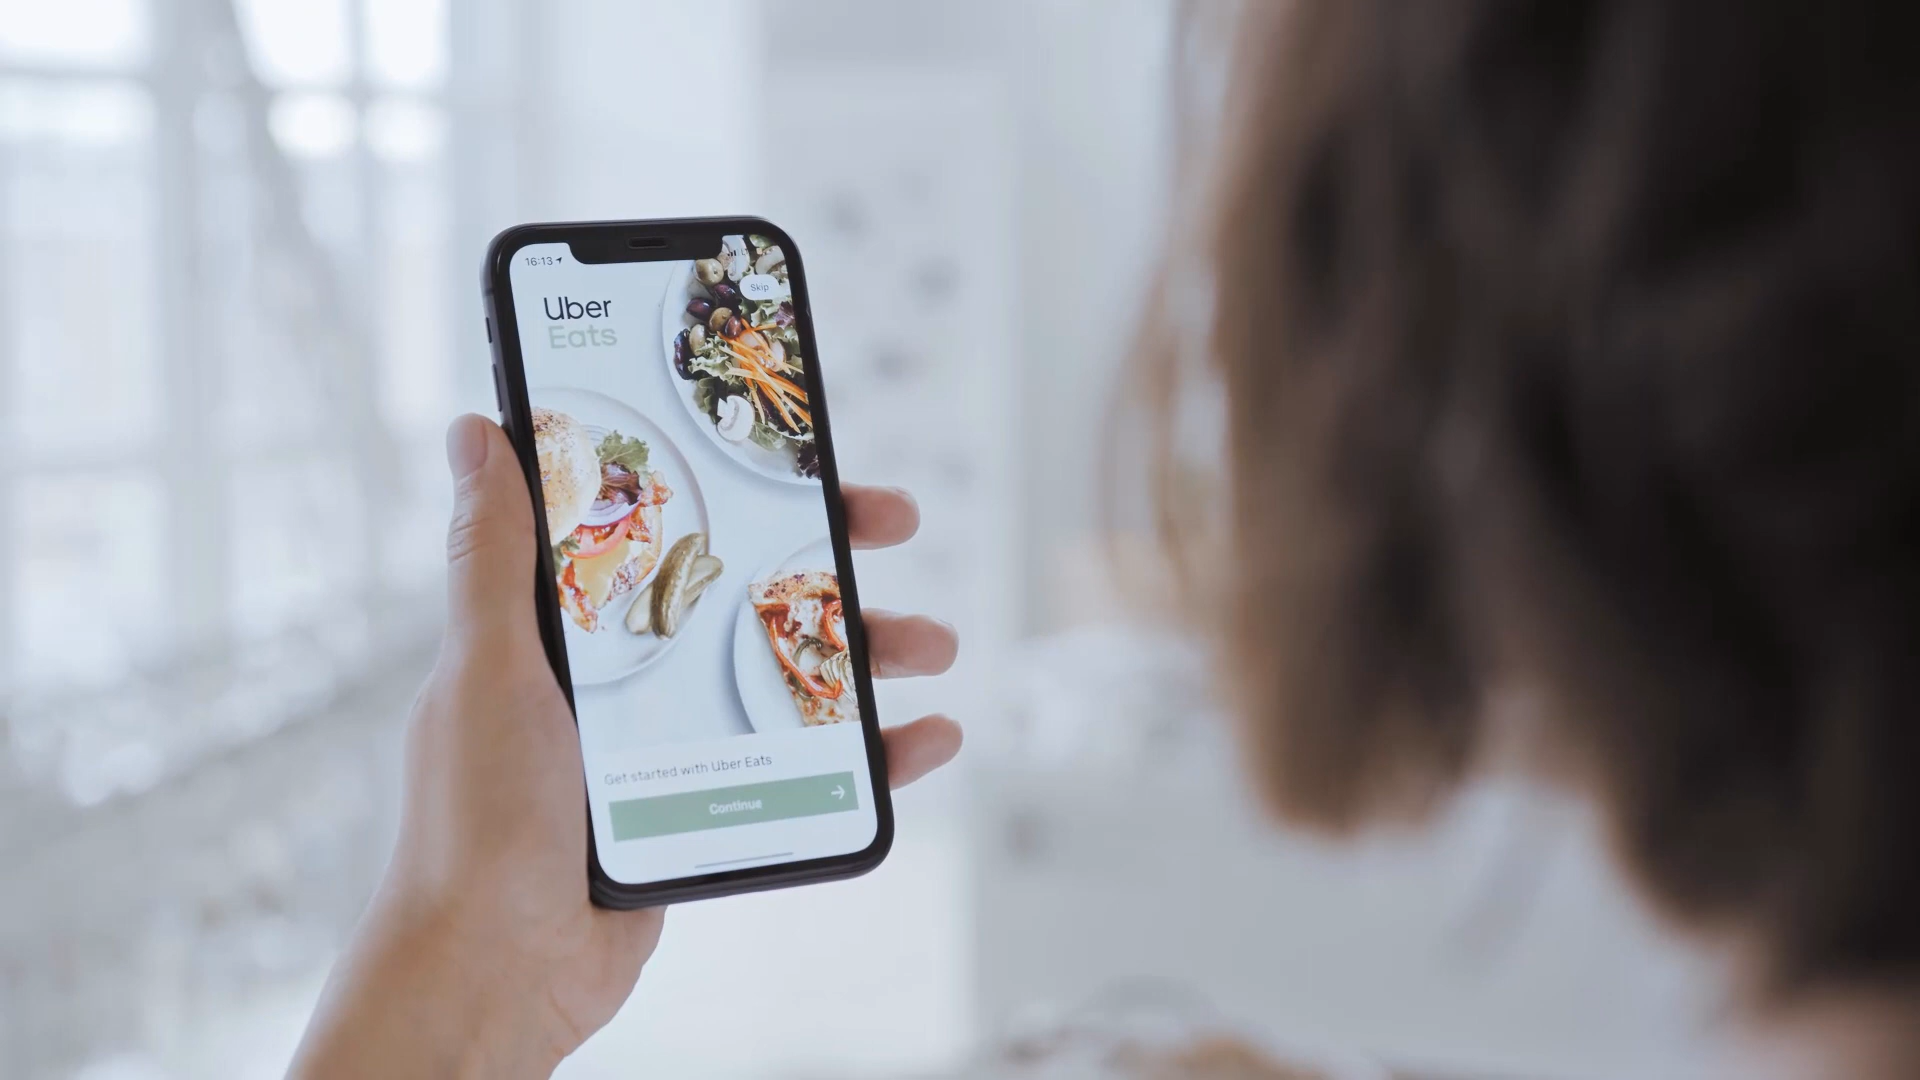 16:13
Skip
Uber
Eats
Get started with Uber Eats
Continue